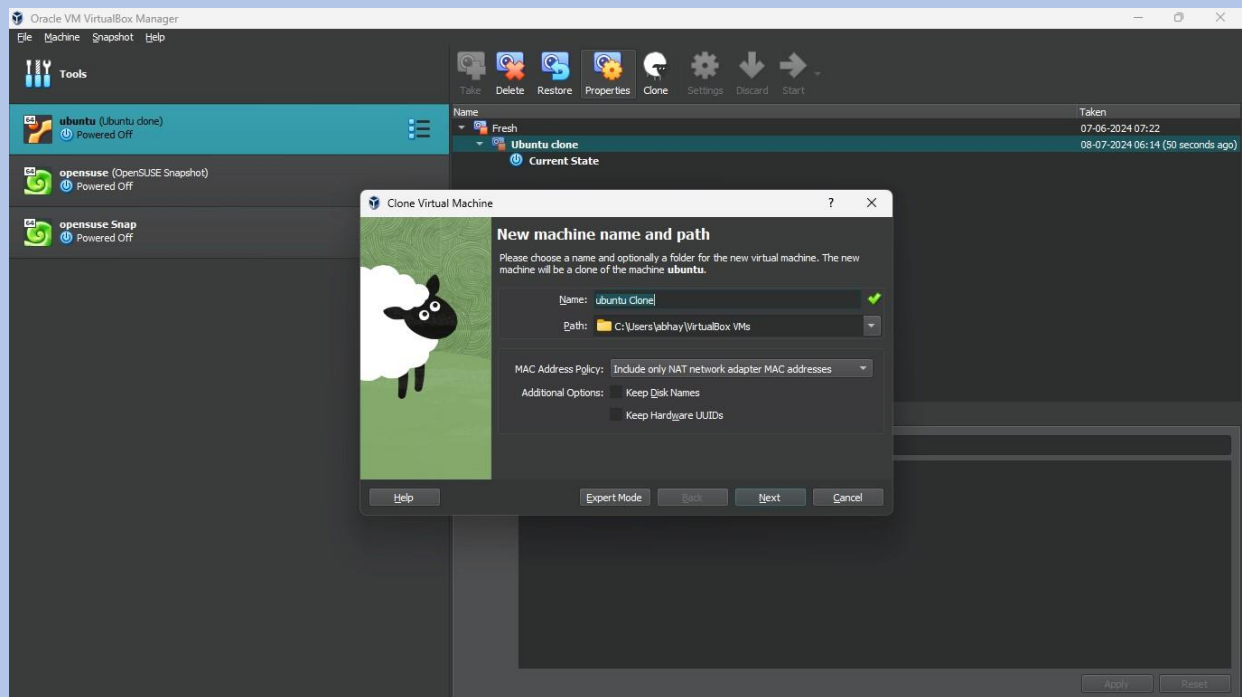 Oracle VM VirtualBox Manager
File Machine Snapshot Help
Tools
Take Delete Restore Properties Clone Settings Discard Start
64 ubuntu (Ubuntu clone)
Powered Off
64 opensuse (OpenSUSE Snapshot)
Powered Off
64 opensuse Snap
Powered Off
Name Taken
Fresh 07-06-2024 07:22
Ubuntu clone 08-07-2024 06:14 (50 seconds ago)
Current State
Clone Virtual Machine ?
New machine name and path
Please choose a name and optionally a folder for the new virtual machine. The new
machine will be a clone of the machine ubuntu.
Name: ubuntu Clone
Path: C:\Users\abhay\VirtualBox VMs
MAC Address Policy: Include only NAT network adapter MAC addresses
Additional Options: Keep Disk Names
Keep Hardware UUIDs
Help Expert Mode Back Next Cancel
Apply Reset